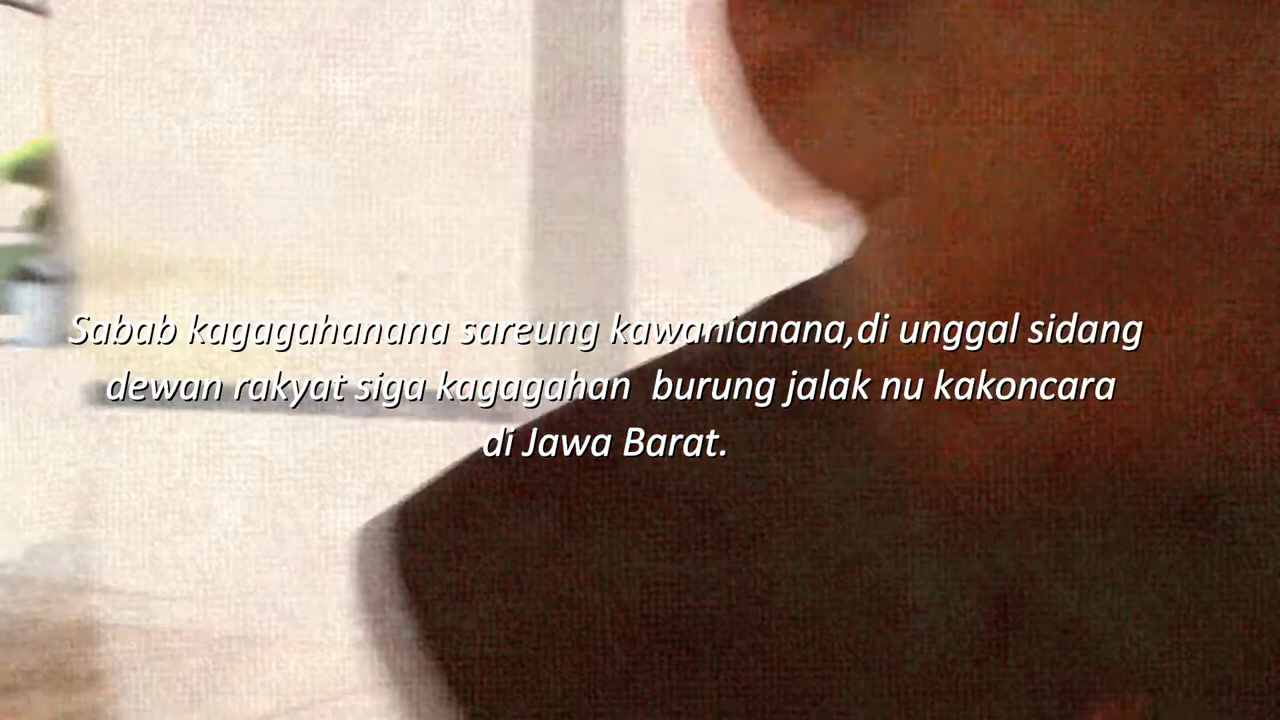 Sabab kagagahanana sareung kawanianana,di unggal sidang
dewan rakyat siga kagagahan  burung jalak nu kakoncara
di Jawa Barat.